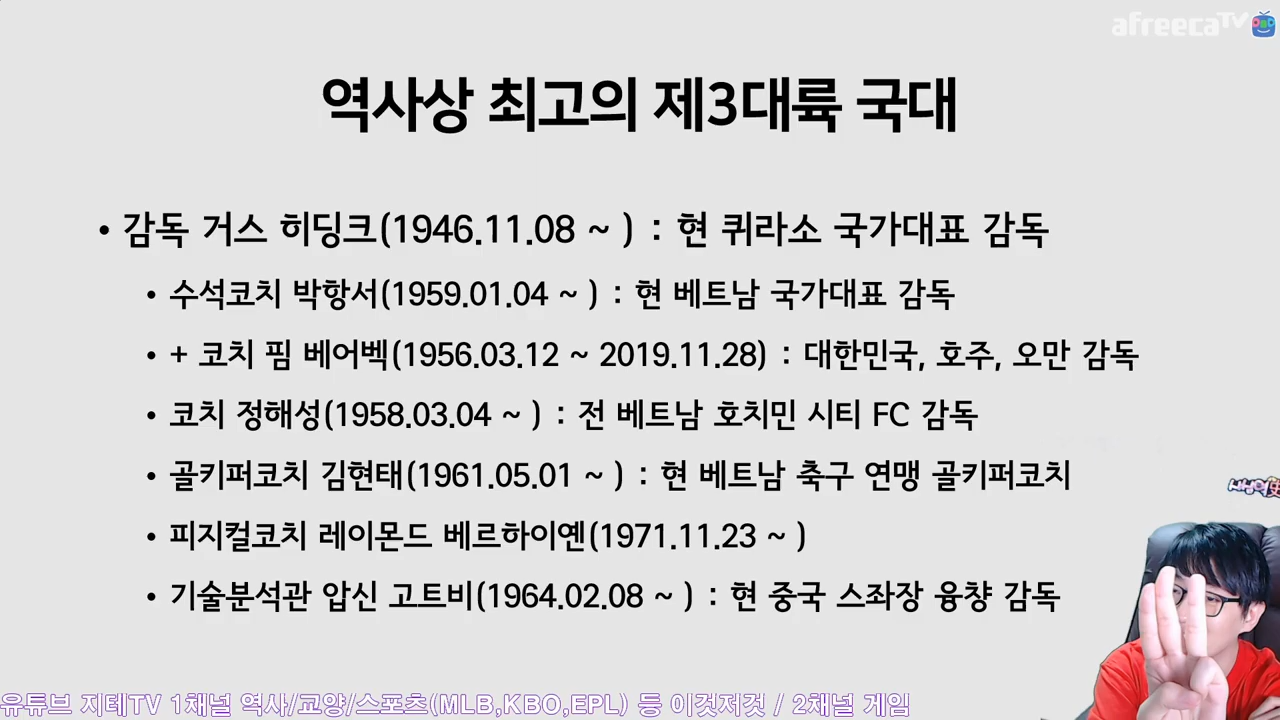 afreecaTV
역사상 최고의 제3대륙 국대
• 감독 거스 히딩크(1946.11.08 ~ ) : 현 퀴라소 국가대표 감독
• 수석코치 박항서(1959.01.04 ~ ) : 현 베트남 국가대표 감독
• + 코치 핌 베어벡(1956.03.12 ~ 2019.11.28) : 대한민국, 호주, 오만 감독
• 코치 정해성(1958.03.04 ~ ) : 전 베트남 호치민 시티 FC 감독
• 골키퍼코치 김현태(1961.05.01 ~ ) : 현 베트남 축구 연맹 골키퍼코치
• 피지컬코치 레이몬드 베르하이옌(1971.11.23 ~ )
• 기술분석관 압신 고트비(1964.02.08 ~ ) : 현 중국 스좌장 융챵 감독
유튜브 지테TV 1채널 역사/교양/스포츠(MLB,KBO,EPL) 등 이것저것 / 2채널 게임